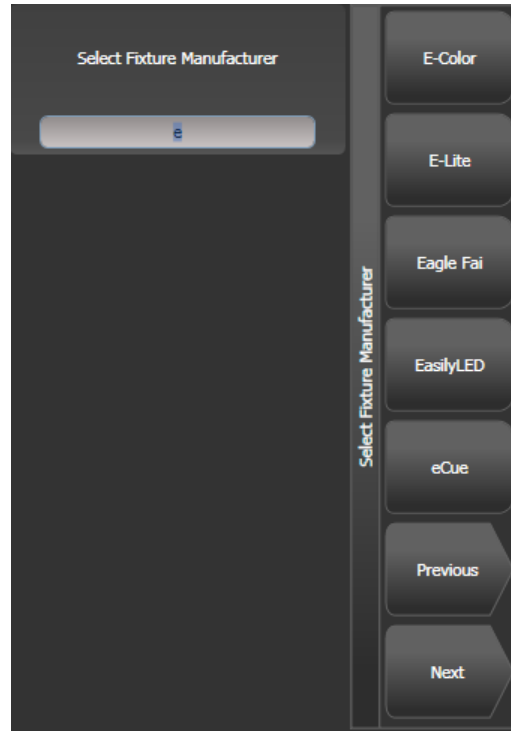 Select Fixture Manufacturer
e
Select Fixture Manufacturer
E-Color
E-Lite
Eagle Fai
EasilyLED
eCue
Previous
Next